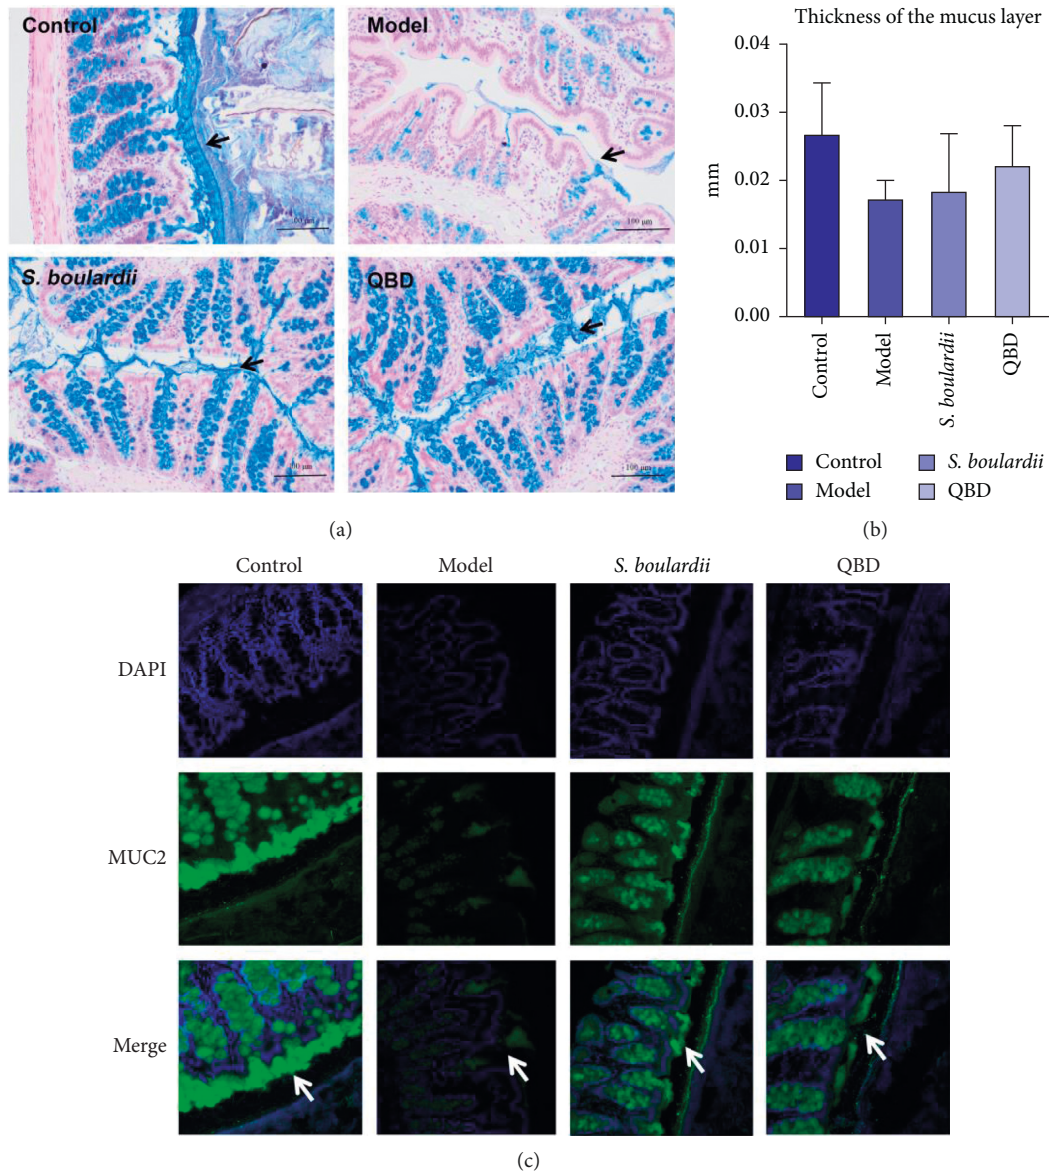 Control
Model
100 μm
100 μm
S. boulardii
QBD
100 μm
100 μm
(a)
Thickness of the mucus layer
0.04
0.03
0.02
0.01
0.00
mm
Control
Model
S. boulardii
QBD
Control
S. boulardii
Model
QBD
(b)
Control
Model
S. boulardii
QBD
DAPI
MUC2
Merge
(c)